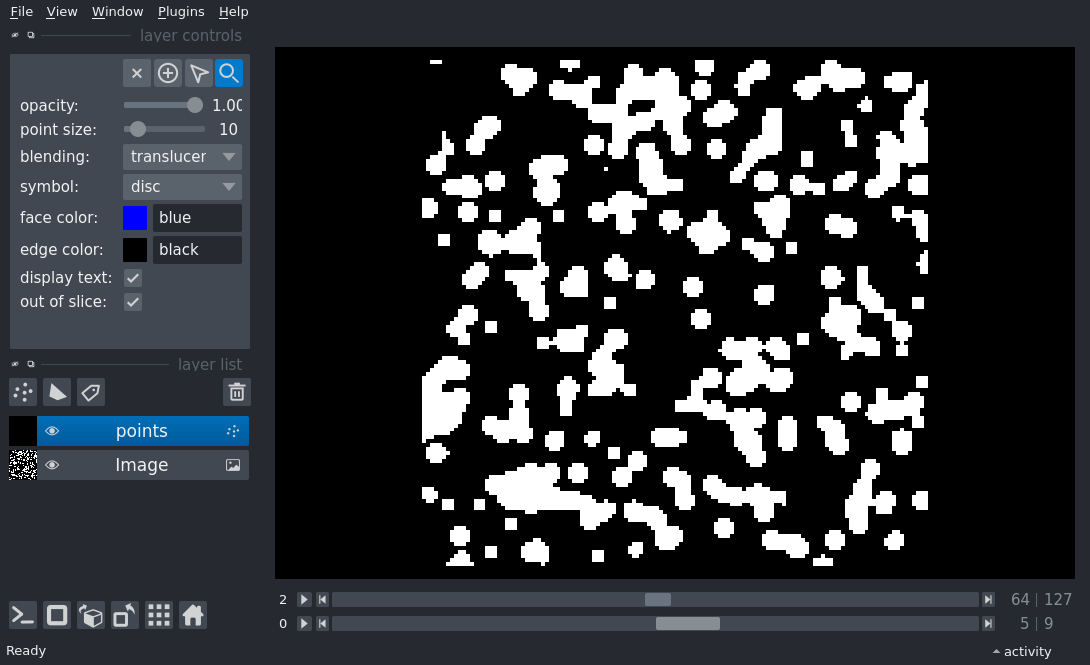 File View Window Plugins Help
layer controls
opacity: 1.00
point size: 10
blending: translucer
symbol: disc
face color: blue
edge color: black
display text:
out of slice:
layer list
points
Image
2 64 | 127
0 5 | 9
Ready activity